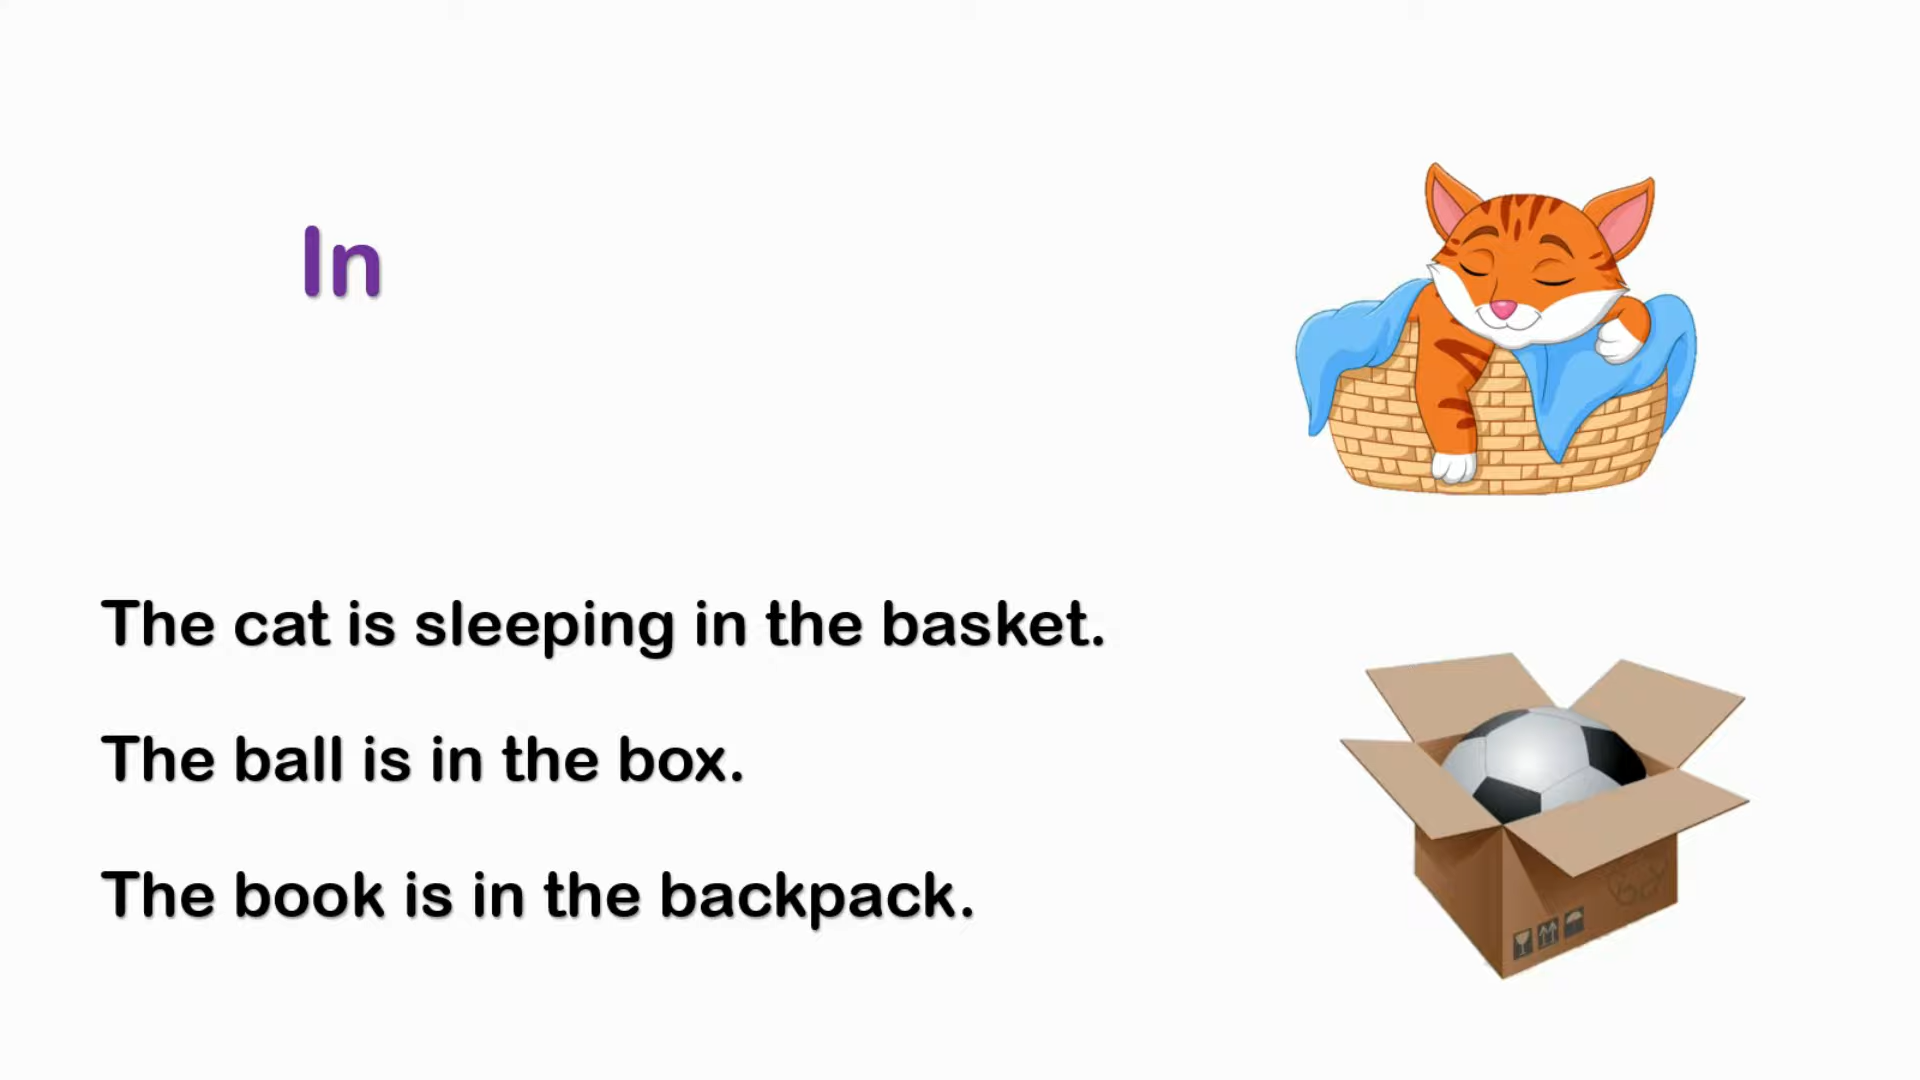 In
The cat is sleeping in the basket.
The ball is in the box.
The book is in the backpack.